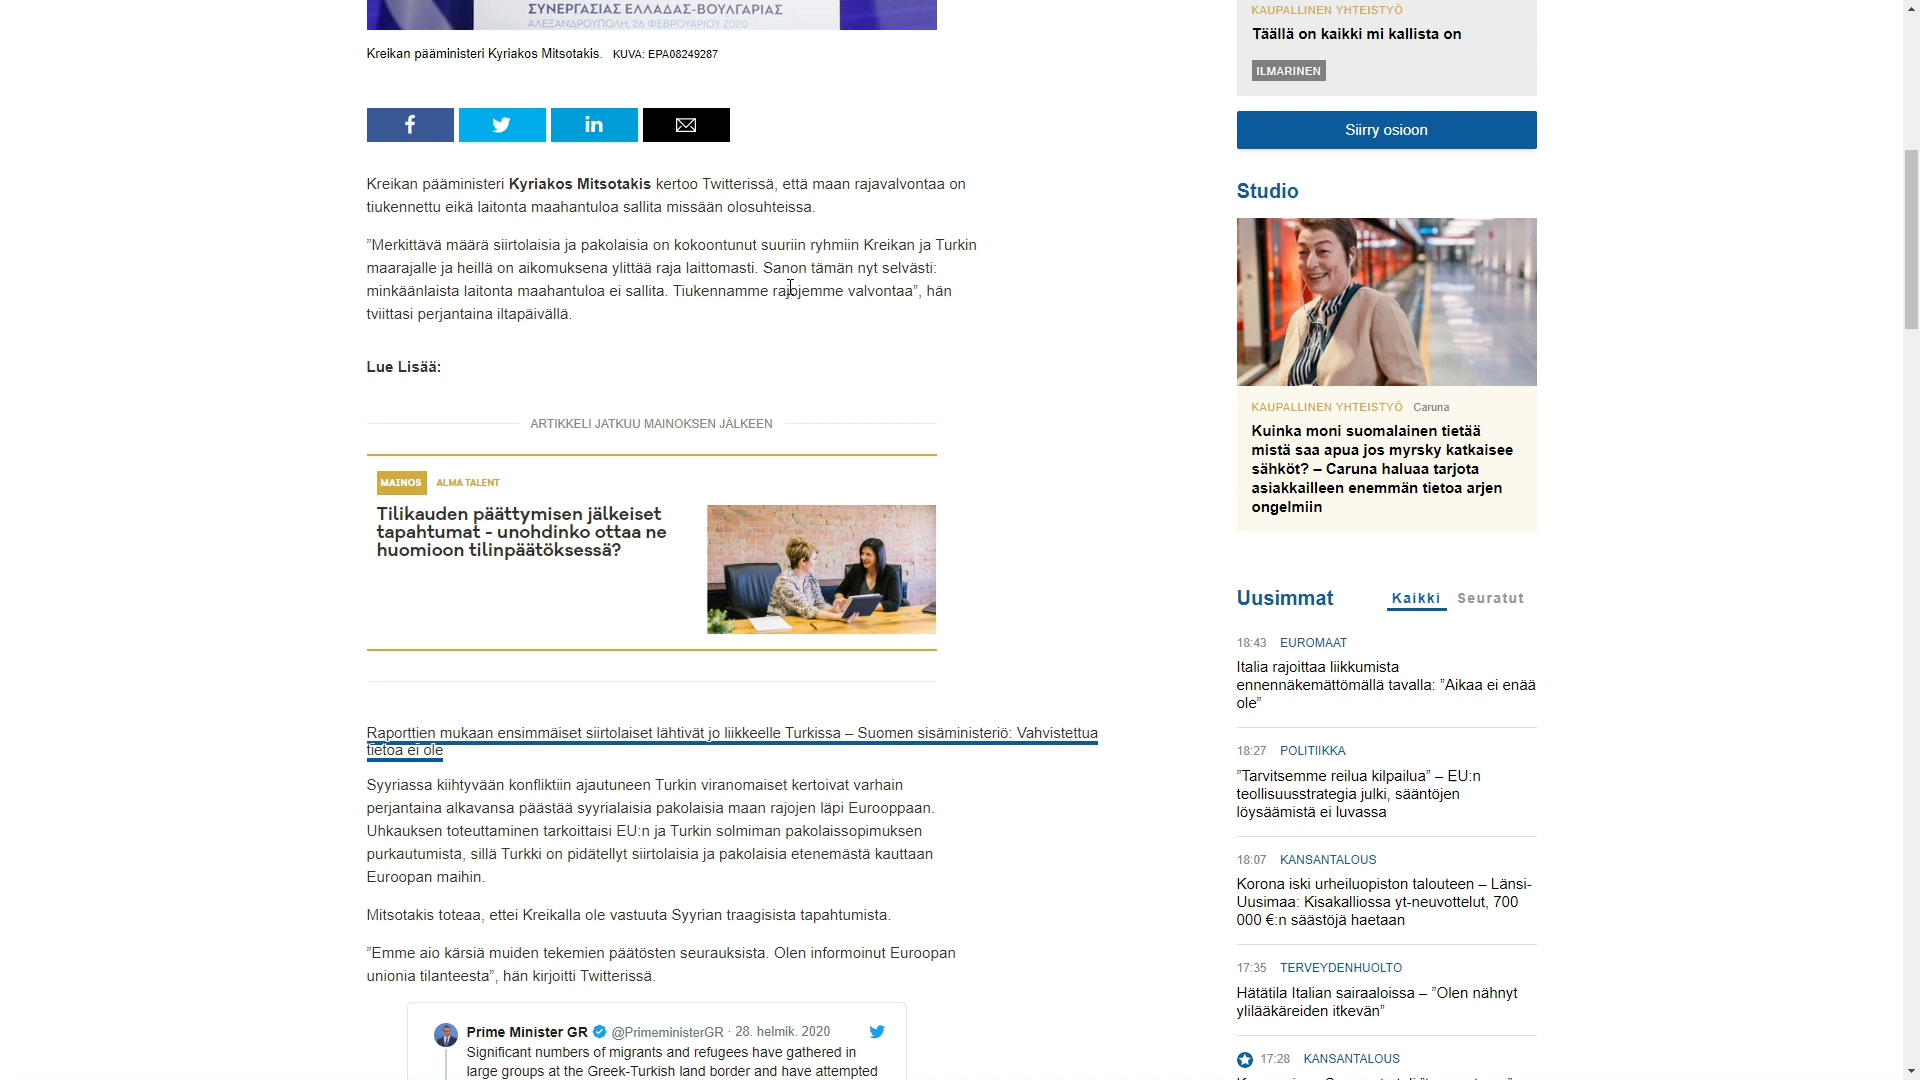 ΣΥΝΕΡΓΑΣΙΑΣ ΕΛΛΑΔΑΣ-ΒΟΥΛΓΑΡΙΑΣ
ΑΛΕΞΑΝΔΡΟΥΠΟΛΗ, 26 ΦΕΒΡΟΥΑΡΙΟΥ 2020
Kreikan pääministeri Kyriakos Mitsotakis. KUVA: EPA08249287
f
in
Kreikan pääministeri Kyriakos Mitsotakis kertoo Twitterissä, että maan rajavalvontaa on
tiukennettu eikä laitonta maahantuloa sallita missään olosuhteissa.
”Merkittävä määrä siirtolaisia ja pakolaisia on kokoontunut suuriin ryhmiin Kreikan ja Turkin
maarajalle ja heillä on aikomuksena ylittää raja laittomasti. Sanon tämän nyt selvästi:
minkäänlaista laitonta maahantuloa ei sallita. Tiukennamme rajojemme valvontaa”, hän
tviittasi perjantaina iltapäivällä.
Lue Lisää:
ARTIKKELI JATKUU MAINOKSEN JÄLKEEN
MAINOS ALMA TALENT
Tilikauden päättymisen jälkeiset
tapahtumat - unohdinko ottaa ne
huomioon tilinpäätöksessä?
Raporttien mukaan ensimmäiset siirtolaiset lähtivät jo liikkeelle Turkissa – Suomen sisäministeriö: Vahvistettua
tietoa ei ole
Syyriassa kiihtyvään konfliktiin ajautuneen Turkin viranomaiset kertoivat varhain
perjantaina alkavansa päästää syyrialaisia pakolaisia maan rajojen läpi Eurooppaan.
Uhkauksen toteuttaminen tarkoittaisi EU:n ja Turkin solmiman pakolaissopimuksen
purkautumista, sillä Turkki on pidätellyt siirtolaisia ja pakolaisia etenemästä kauttaan
Euroopan maihin.
Mitsotakis toteaa, ettei Kreikalla ole vastuuta Syyrian traagisista tapahtumista.
”Emme aio kärsiä muiden tekemien päätösten seurauksista. Olen informoinut Euroopan
unionia tilanteesta”, hän kirjoitti Twitterissä.
Prime Minister GR @PrimeministerGR · 28. helmik. 2020
Significant numbers of migrants and refugees have gathered in
large groups at the Greek-Turkish land border and have attempted
KAUPALLINEN YHTEISTYÖ
Täällä on kaikki mi kallista on
ILMARINEN
Siirry osioon
Studio
KAUPALLINEN YHTEISTYÖ Caruna
Kuinka moni suomalainen tietää
mistä saa apua jos myrsky katkaisee
sähköt? – Caruna haluaa tarjota
asiakkailleen enemmän tietoa arjen
ongelmiin
Uusimmat Kaikki Seuratut
18:43 EUROMAAT
Italia rajoittaa liikkumista
ennennäkemättömällä tavalla: ”Aikaa ei enää
ole”
18:27 POLITIIKKA
”Tarvitsemme reilua kilpailua” – EU:n
teollisuusstrategia julki, sääntöjen
löysäämistä ei luvassa
18:07 KANSANTALOUS
Korona iski urheiluopiston talouteen – Länsi-
Uusimaa: Kisakalliossa yt-neuvottelut, 700
000 €:n säästöjä haetaan
17:35 TERVEYDENHUOLTO
Hätätila Italian sairaaloissa – ”Olen nähnyt
ylilääkäreiden itkevän”
17:28 KANSANTALOUS